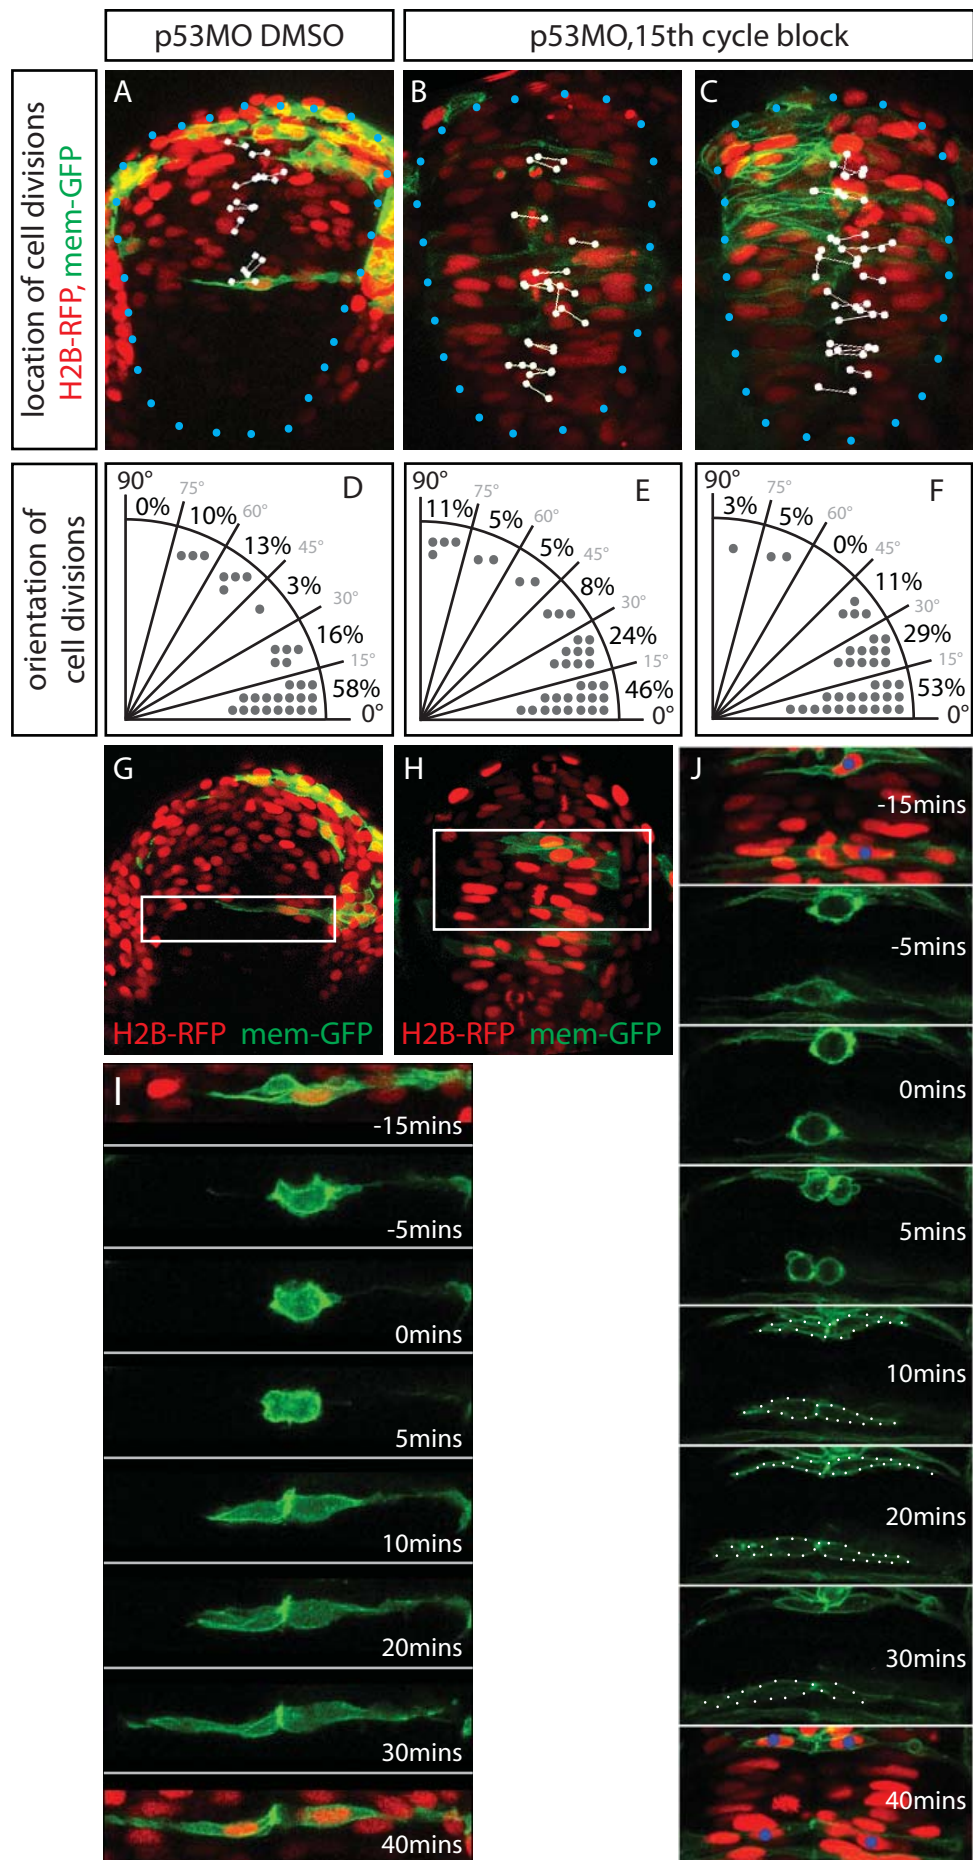 p53MO DMSO
p53MO,15th cycle block
location of cell divisions
H2B-RFP, mem-GFP
A
B
C
orientation of
cell divisions
D
90°
75°
60°
45°
30°
15°
0°
0%
10%
13%
3%
16%
58%
E
90°
75°
60°
45°
30°
15°
0°
11%
5%
5%
8%
24%
46%
F
90°
75°
60°
45°
30°
15°
0°
3%
5%
0%
11%
29%
53%
G
H2B-RFP mem-GFP
H
H2B-RFP mem-GFP
I
-15mins
-5mins
0mins
5mins
10mins
20mins
30mins
40mins
J
-15mins
-5mins
0mins
5mins
10mins
20mins
30mins
40mins